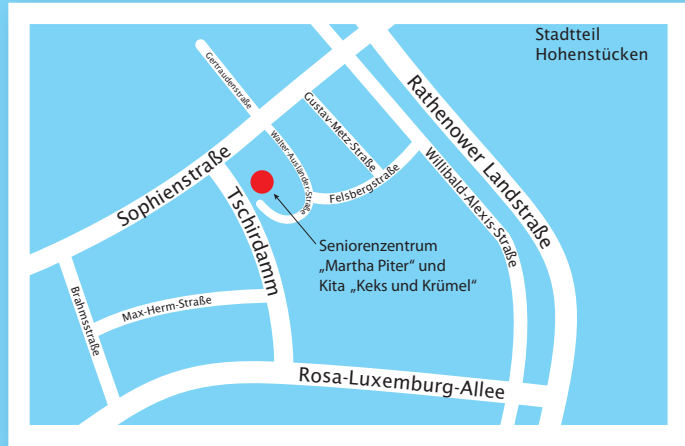 Stadtteil
Hohenstücken
Gertraudenstraße
Gustav-Metz-Straße
Rathenower Landstraße
Walter-Ausländer-Straße
Sophienstraße
Felsbergstraße
Willibald-Alexis-Straße
Tschirdamm
Seniorenzentrum
„Martha Piter“ und
Kita „Keks und Krümel“
Brahmsstraße
Max-Herm-Straße
Rosa-Luxemburg-Allee